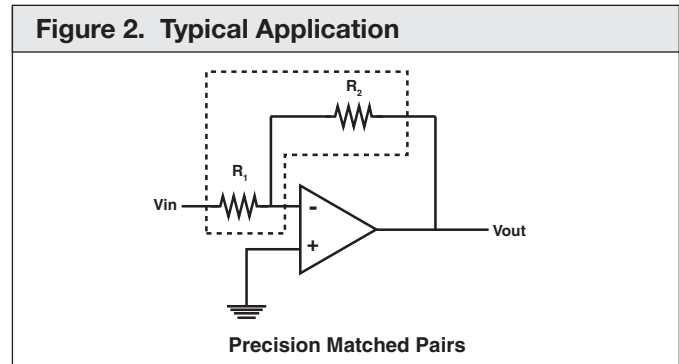 Figure 2. Typical Application
R2
R1
Vin
-
+
Vout
Precision Matched Pairs